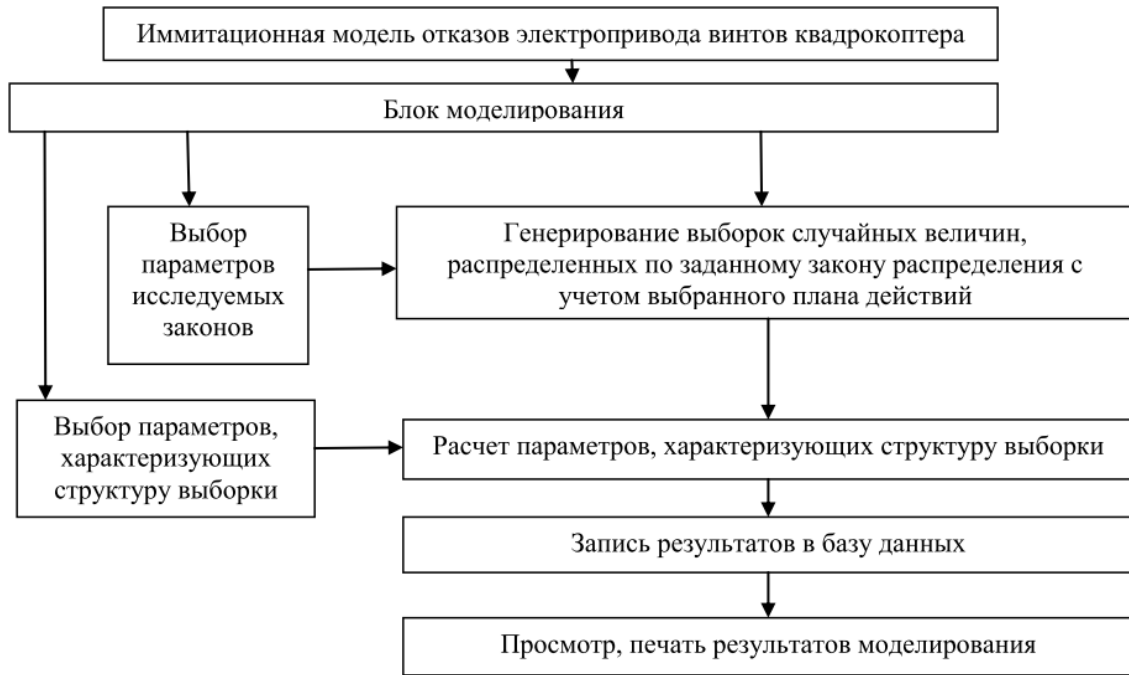 Иммитационная модель отказов электропривода винтов квадрокоптера
Блок моделирования
Выбор
параметров
исследуемых
законов
Генерирование выборок случайных величин,
распределенных по заданному закону распределения с
учетом выбранного плана действий
Выбор параметров,
характеризующих
структуру выборки
Расчет параметров, характеризующих структуру выборки
Запись результатов в базу данных
Просмотр, печать результатов моделирования